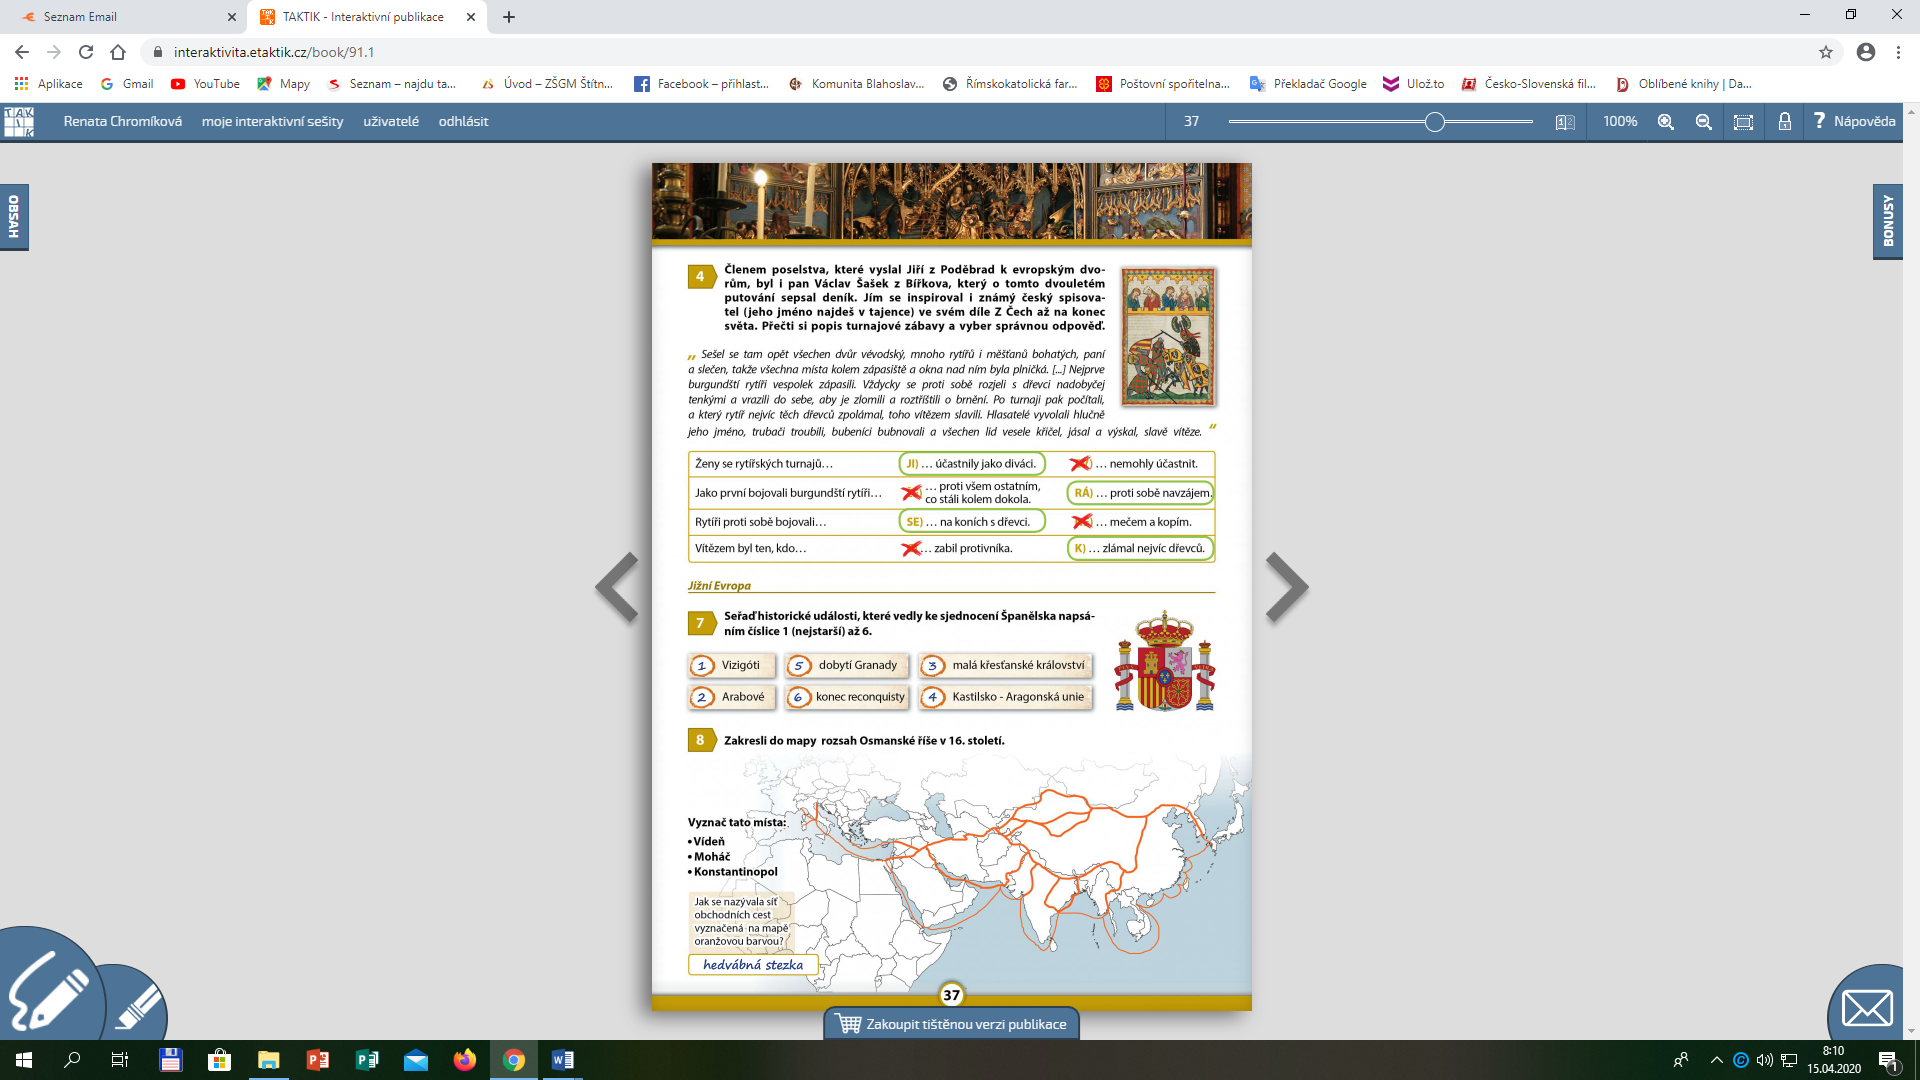 Seznam Email
TAKTIK - Interaktivní publikace
interaktivita.etaktik.cz/book/91.1
Aplikace
Gmail
YouTube
Mapy
Seznam – najdu ta...
Úvod – ZŠGM Štítn...
Facebook – přihlast...
Komunita Blahoslav...
Římskokatolická far...
Poštovní spořitelna...
Překladač Google
Ulož.to
Česko-Slovenská fil...
Oblíbené knihy | Da...
TAKTIK
Renata Chromíková
moje interaktivní sešity
uživatelé
odhlásit
37
100%
Nápověda
OBSAH
BONUSY
4
Členem poselstva, které vyslal Jiří z Poděbrad k evropským dvo-
rům, byl i pan Václav Šašek z Bířkova, který o tomto dvouletém
putování sepsal deník. Jím se inspiroval i známý český spisova-
tel (jeho jméno najdeš v tajence) ve svém díle Z Čech až na konec
světa. Přečti si popis turnajové zábavy a vyber správnou odpověď.
„ Sešel se tam opět všechen dvůr vévodský, mnoho rytířů i měšťanů bohatých, paní
a slečen, takže všechna místa kolem zápasiště a okna nad ním byla plničká. [...] Nejprve
burgundští rytíři vespolek zápasili. Vždycky se proti sobě rozjeli s dřevci nadobyčej
tenkými a vrazili do sebe, aby je zlomili a roztříštili o brnění. Po turnaji pak počítali,
a který rytíř nejvíc těch dřevců zpolámal, toho vítězem slavili. Hlasatelé vyvolali hlučně
jeho jméno, trubači troubili, bubeníci bubnovali a všechen lid vesele křičel, jásal a výskal, slavě vítěze. “
Ženy se rytířských turnajů…
JI) … účastnily jako diváci.
… nemohly účastnit.
Jako první bojovali burgundští rytíři…
… proti všem ostatním,
co stáli kolem dokola.
RÁ) … proti sobě navzájem.
Rytíři proti sobě bojovali…
SE) … na koních s dřevci.
… mečem a kopím.
Vítězem byl ten, kdo…
… zabil protivníka.
K) … zlámal nejvíc dřevců.
Jižní Evropa
7
Seřaď historické události, které vedly ke sjednocení Španělska napsá-
ním číslice 1 (nejstarší) až 6.
1 Vizigóti
5 dobytí Granady
3 malá křesťanské království
2 Arabové
6 konec reconquisty
4 Kastilsko - Aragonská unie
8
Zakresli do mapy rozsah Osmanské říše v 16. století.
Vyznač tato místa:
• Vídeň
• Moháč
• Konstantinopol
Jak se nazývala síť
obchodních cest
vyznačená na mapě
oranžovou barvou?
hedvábná stezka
37
Zakoupit tištěnou verzi publikace
8:10
15.04.2020
1